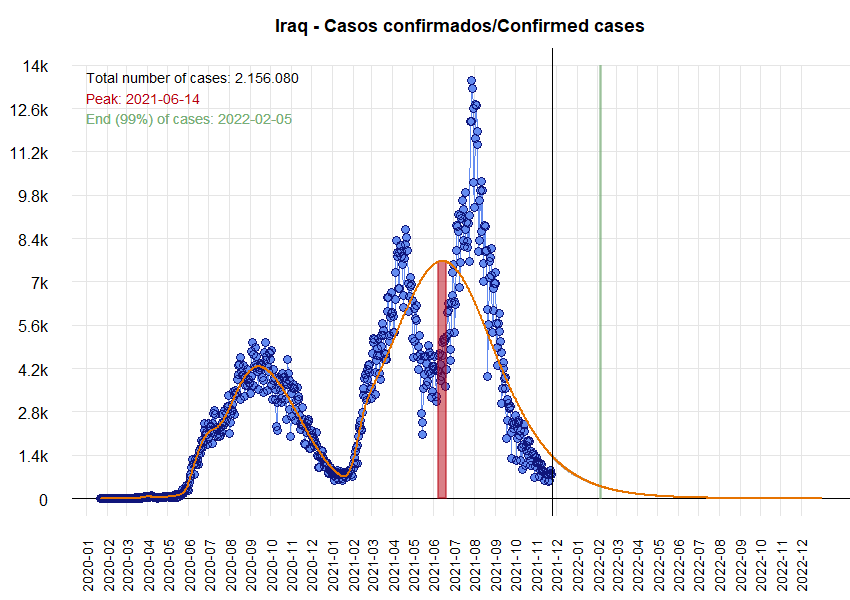 Iraq - Casos confirmados/Confirmed cases
Total number of cases: 2.156.080
Peak: 2021-06-14
End (99%) of cases: 2022-02-05
14k
12.6k
11.2k
9.8k
8.4k
7k
5.6k
4.2k
2.8k
1.4k
0
2020-01
2020-02
2020-03
2020-04
2020-05
2020-06
2020-07
2020-08
2020-09
2020-10
2020-11
2020-12
2021-01
2021-02
2021-03
2021-04
2021-05
2021-06
2021-07
2021-08
2021-09
2021-10
2021-11
2021-12
2022-01
2022-02
2022-03
2022-04
2022-05
2022-06
2022-07
2022-08
2022-09
2022-10
2022-11
2022-12